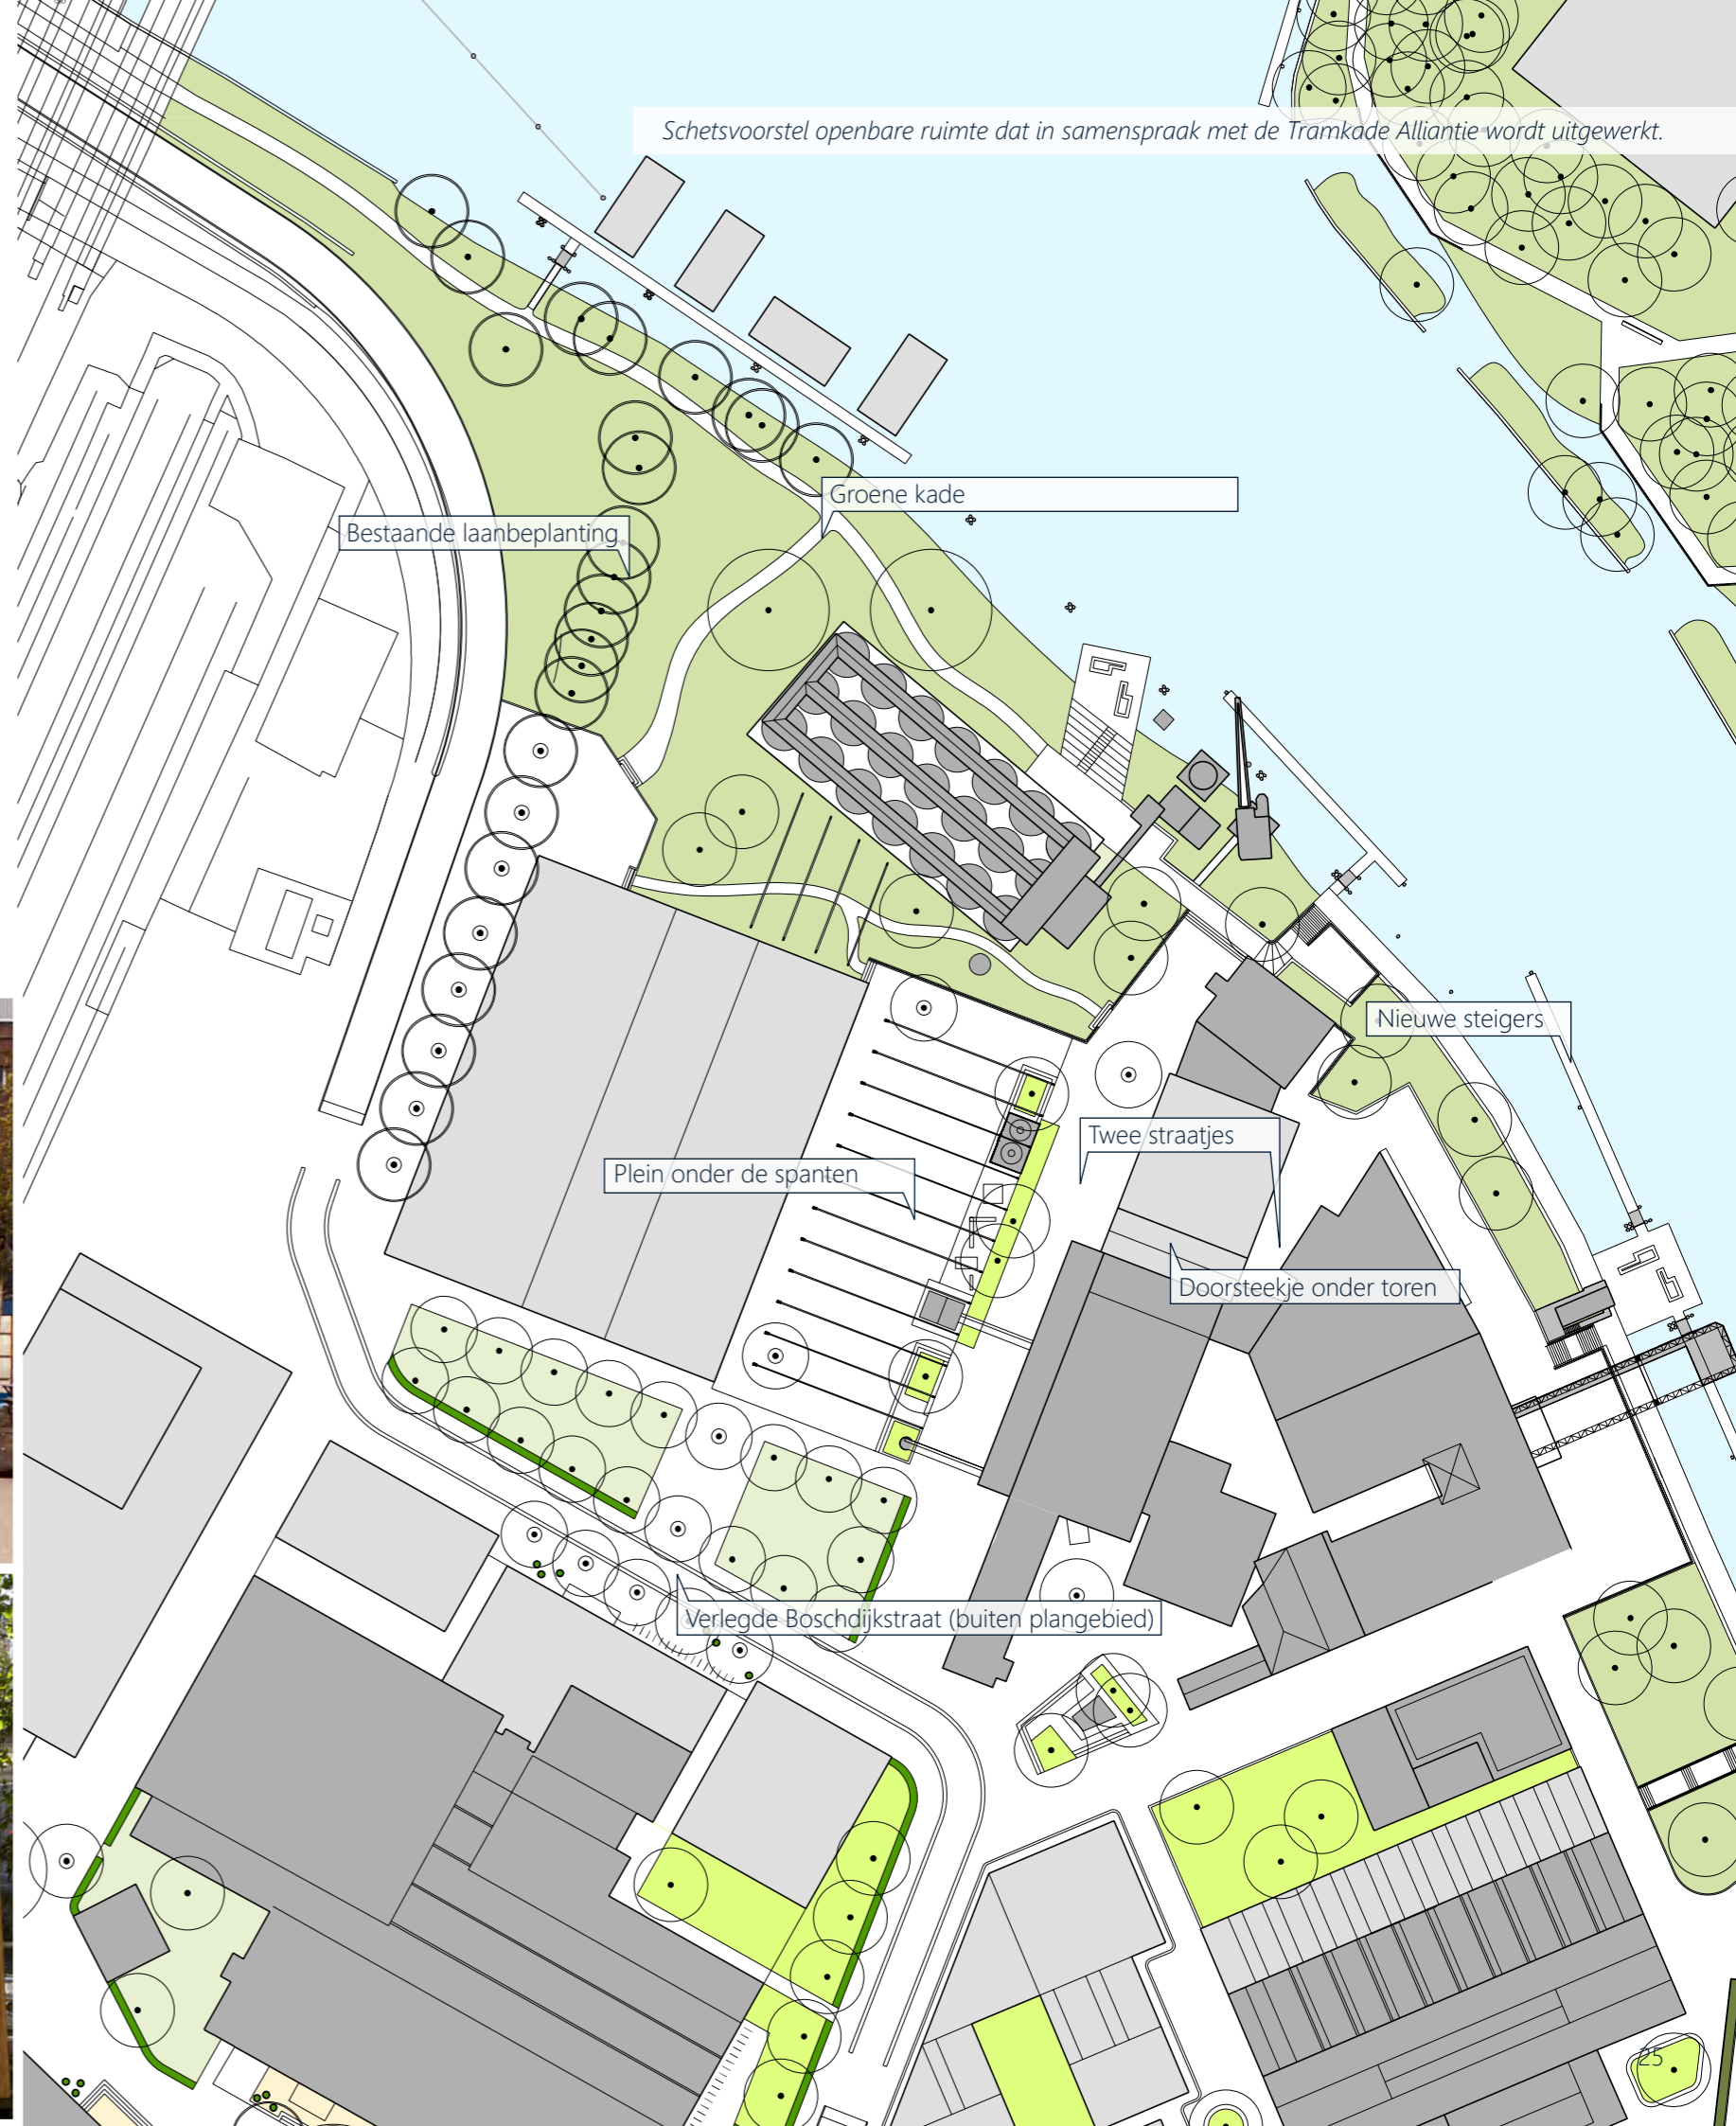 Schetsvoorstel openbare ruimte dat in samenspraak met de Tramkade Alliantie wordt uitgewerkt.
Groene kade
Bestaande laanbeplanting
Nieuwe steigers
Twee straatjes
Plein onder de spanten
Doorsteekje onder toren
Verlegde Boschdijkstraat (buiten plangebied)
25